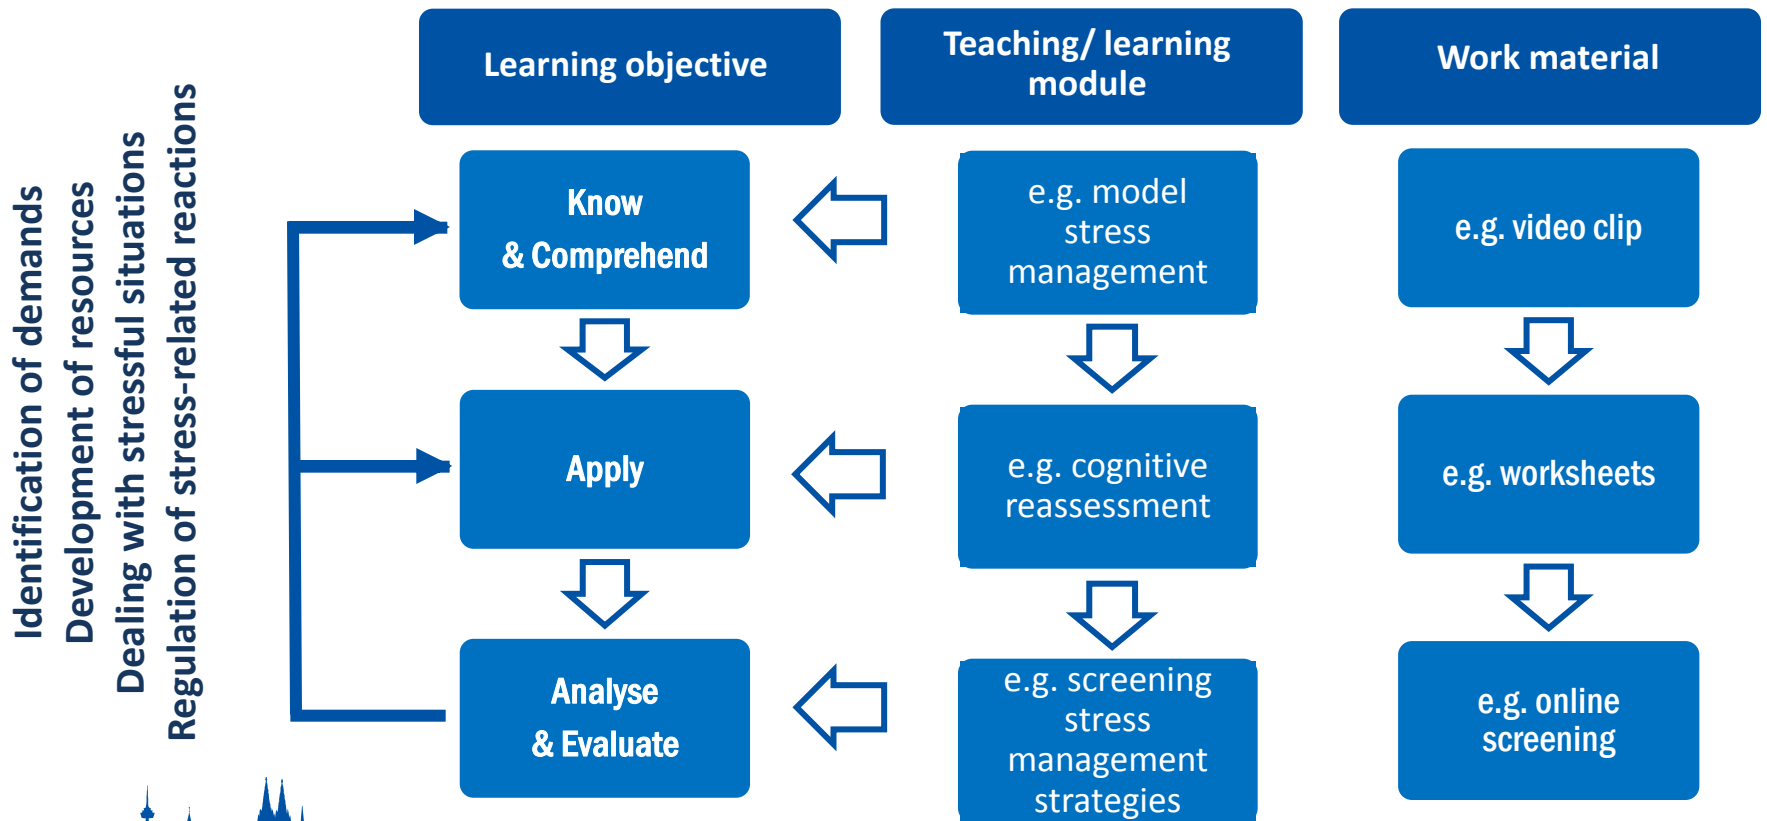 Identification of demands
Development of resources
Dealing with stressful situations
Regulation of stress-related reactions
Learning objective
Teaching/ learning
module
Work material
Know
& Comprehend
e.g. model
stress
management
e.g. video clip
Apply
e.g. cognitive
reassessment
e.g. worksheets
Analyse
& Evaluate
e.g. screening
stress
management
strategies
e.g. online
screening